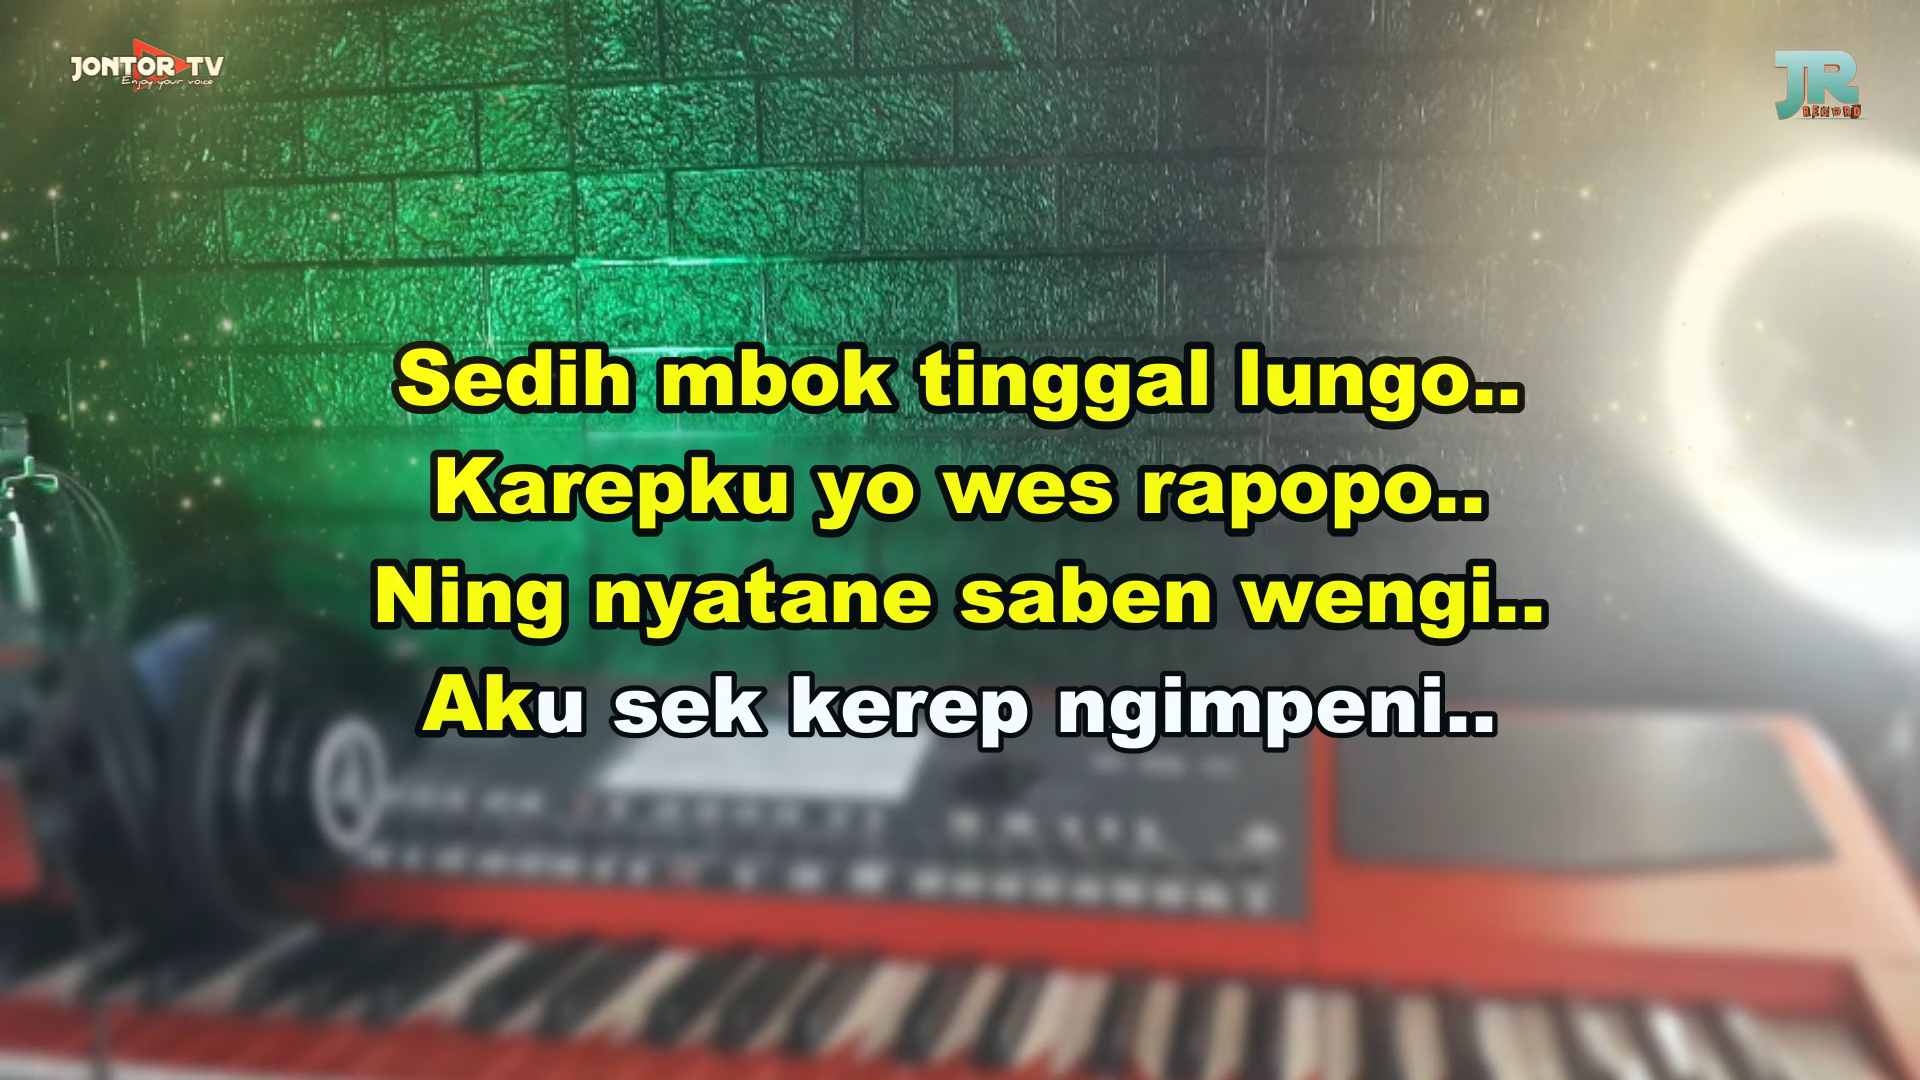 JONTOR TV
Enjoy your voice
JR
RECORD
Sedih mbok tinggal lungo..
Karepku yo wes rapopo..
Ning nyatane saben wengi..
Aku sek kerep ngimpeni..